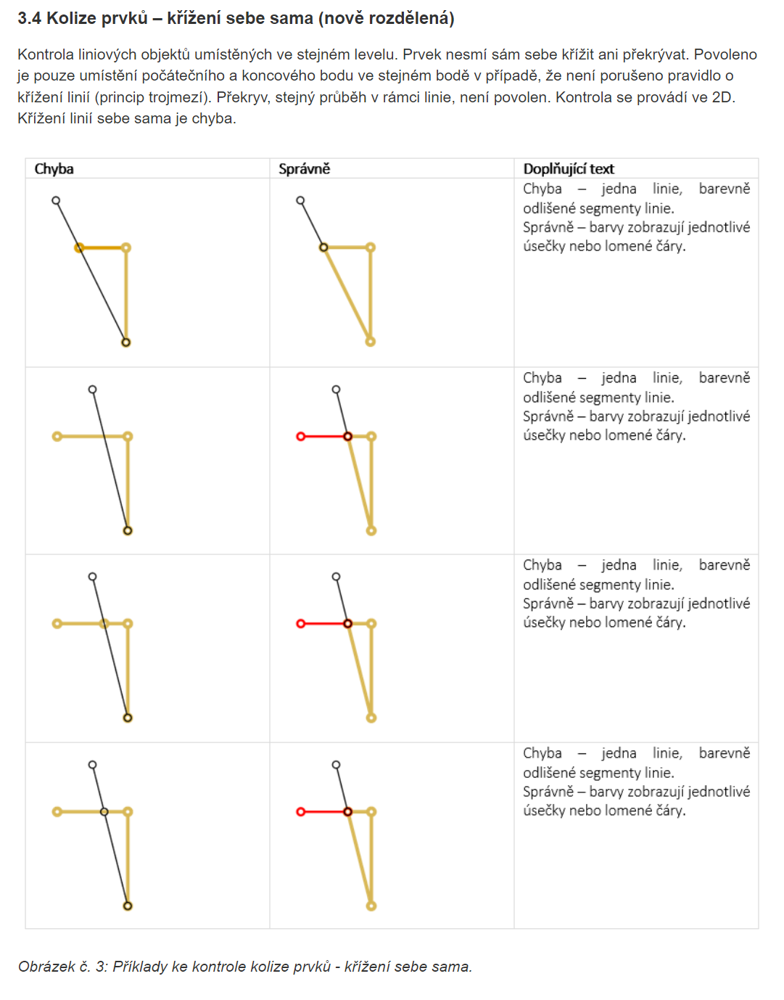 3.4 Kolize prvků – křížení sebe sama (nově rozdělená)
Kontrola liniových objektů umístěných ve stejném levelu. Prvek nesmí sám sebe křížit ani překrývat. Povoleno
je pouze umístění počátečního a koncového bodu ve stejném bodě v případě, že není porušeno pravidlo o
křížení linií (princip trojmezí). Překryv, stejný průběh v rámci linie, není povolen. Kontrola se provádí ve 2D.
Křížení linií sebe sama je chyba.
Chyba Správně Doplňující text
Chyba – jedna linie, barevně
odlišené segmenty linie.
Správně – barvy zobrazují jednotlivé
úsečky nebo lomené čáry.
Chyba – jedna linie, barevně
odlišené segmenty linie.
Správně – barvy zobrazují jednotlivé
úsečky nebo lomené čáry.
Chyba – jedna linie, barevně
odlišené segmenty linie.
Správně – barvy zobrazují jednotlivé
úsečky nebo lomené čáry.
Chyba – jedna linie, barevně
odlišené segmenty linie.
Správně – barvy zobrazují jednotlivé
úsečky nebo lomené čáry.
Obrázek č. 3: Příklady ke kontrole kolize prvků - křížení sebe sama.